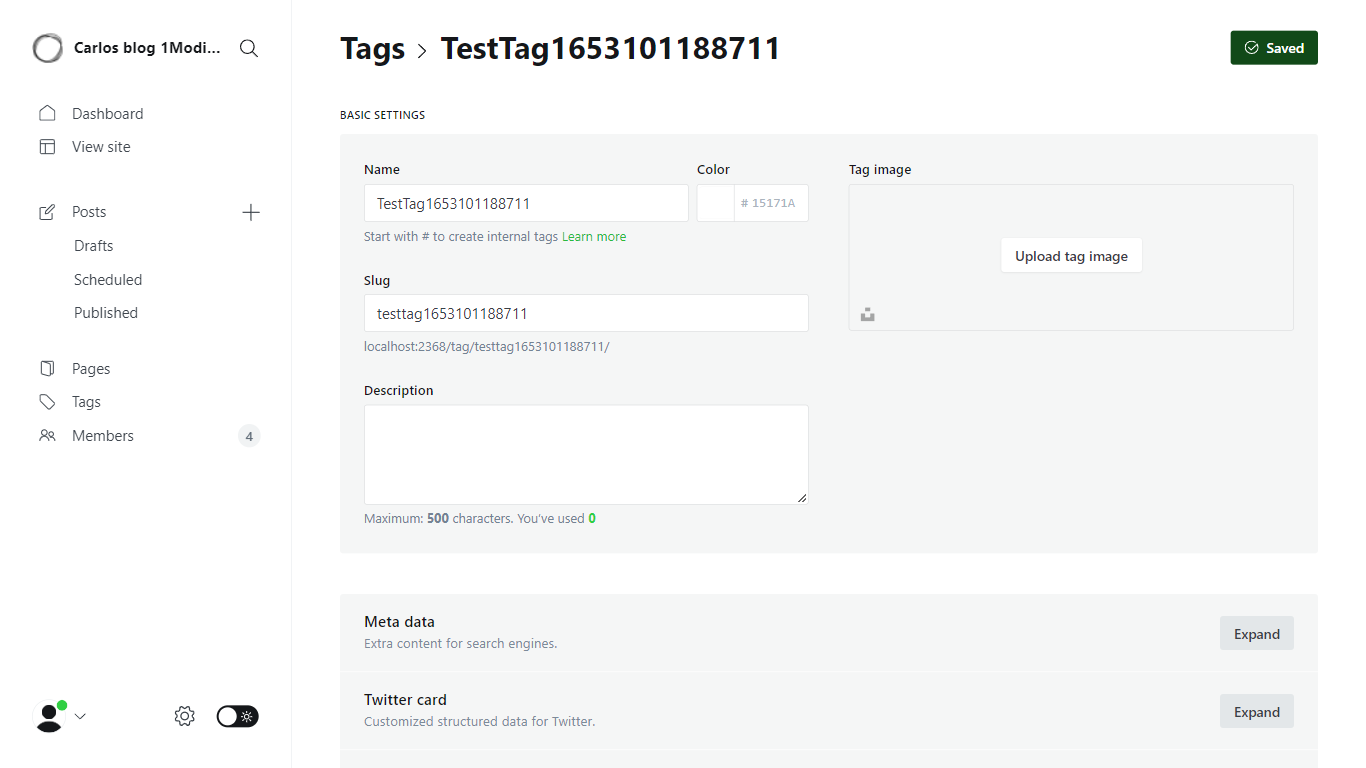 Carlos blog 1Modi...
Dashboard
View site
Posts
Drafts
Scheduled
Published
Pages
Tags
Members 4
Tags > TestTag1653101188711
Saved
BASIC SETTINGS
Name
TestTag1653101188711
Color
# 15171A
Start with # to create internal tags Learn more
Slug
testtag1653101188711
localhost:2368/tag/testtag1653101188711/
Description
Maximum: 500 characters. You've used 0
Tag image
Upload tag image
Meta data
Extra content for search engines.
Expand
Twitter card
Customized structured data for Twitter.
Expand